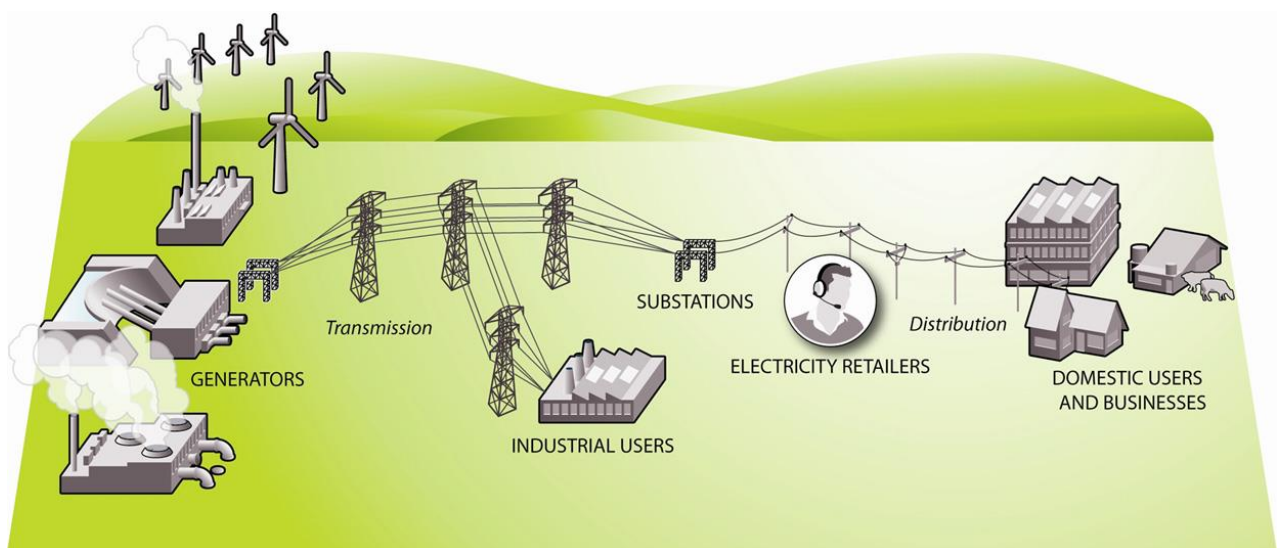 Transmission
SUBSTATIONS
Distribution
GENERATORS
ELECTRICITY RETAILERS
DOMESTIC USERS
AND BUSINESSES
INDUSTRIAL USERS